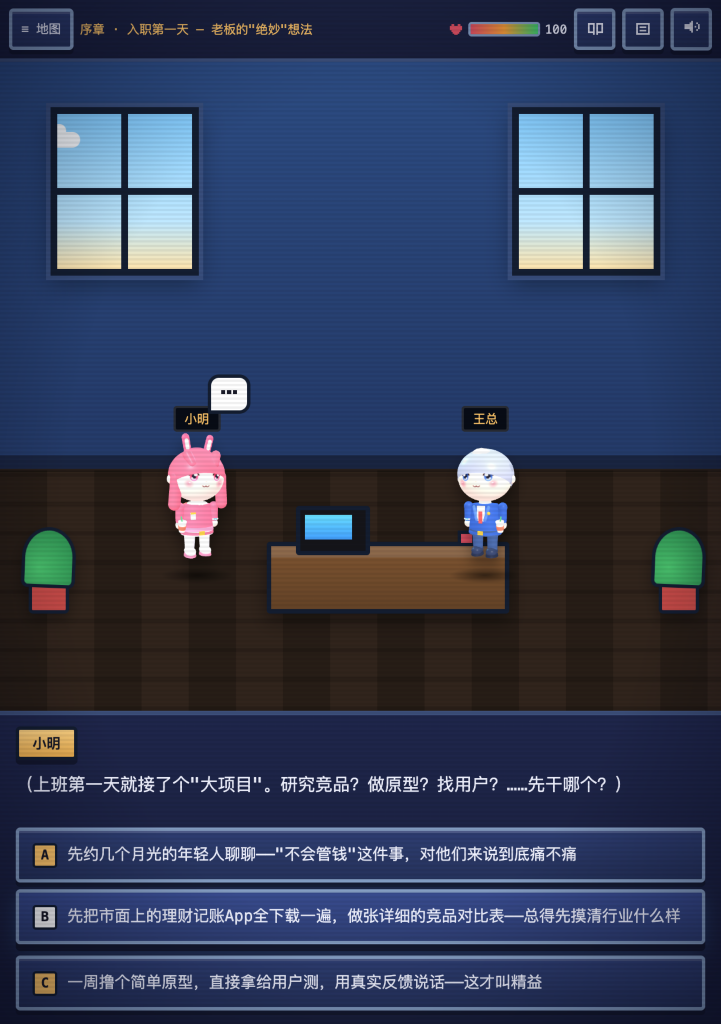 ≡ 地图
序章 · 入职第一天 — 老板的"绝妙"想法
100
小明
王总
小明
（上班第一天就接了个"大项目"。研究竞品？做原型？找用户？……先干哪个？）
A 先约几个月光的年轻人聊聊——"不会管钱"这件事，对他们来说到底痛不痛
B 先把市面上的理财记账App全下载一遍，做张详细的竞品对比表——总得先摸清行业什么样
C 一周撸个简单原型，直接拿给用户测，用真实反馈说话——这才叫精益